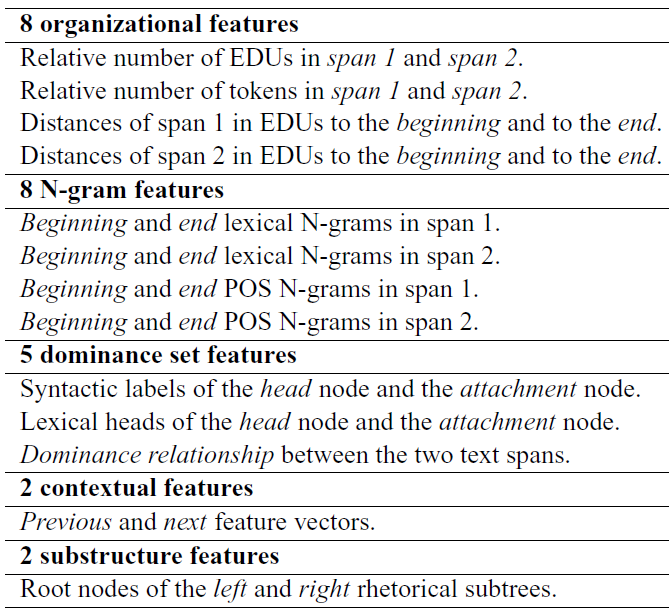 8 organizational features
Relative number of EDUs in span 1 and span 2.
Relative number of tokens in span 1 and span 2.
Distances of span 1 in EDUs to the beginning and to the end.
Distances of span 2 in EDUs to the beginning and to the end.
8 N-gram features
Beginning and end lexical N-grams in span 1.
Beginning and end lexical N-grams in span 2.
Beginning and end POS N-grams in span 1.
Beginning and end POS N-grams in span 2.
5 dominance set features
Syntactic labels of the head node and the attachment node.
Lexical heads of the head node and the attachment node.
Dominance relationship between the two text spans.
2 contextual features
Previous and next feature vectors.
2 substructure features
Root nodes of the left and right rhetorical subtrees.